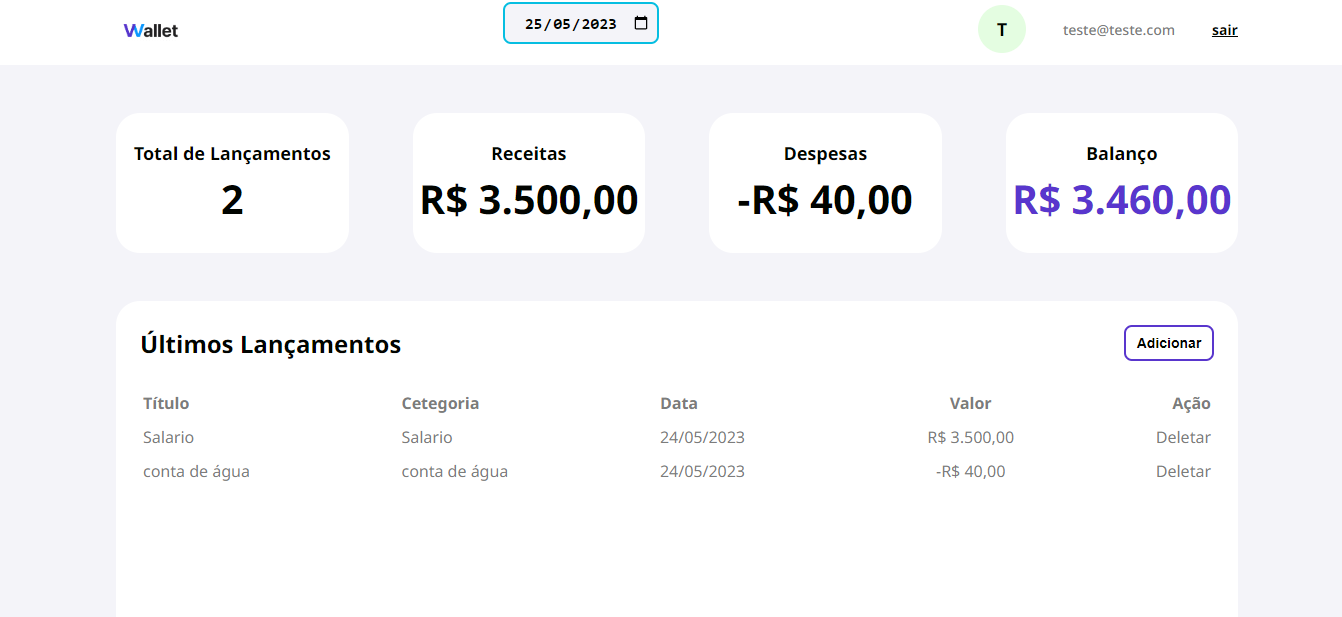 Wallet
25/05/2023
T
teste@teste.com
sair
Total de Lançamentos
2
Receitas
R$ 3.500,00
Despesas
-R$ 40,00
Balanço
R$ 3.460,00
Últimos Lançamentos
Adicionar
Título Cetegoria Data Valor Ação
Salario Salario 24/05/2023 R$ 3.500,00 Deletar
conta de água conta de água 24/05/2023 -R$ 40,00 Deletar